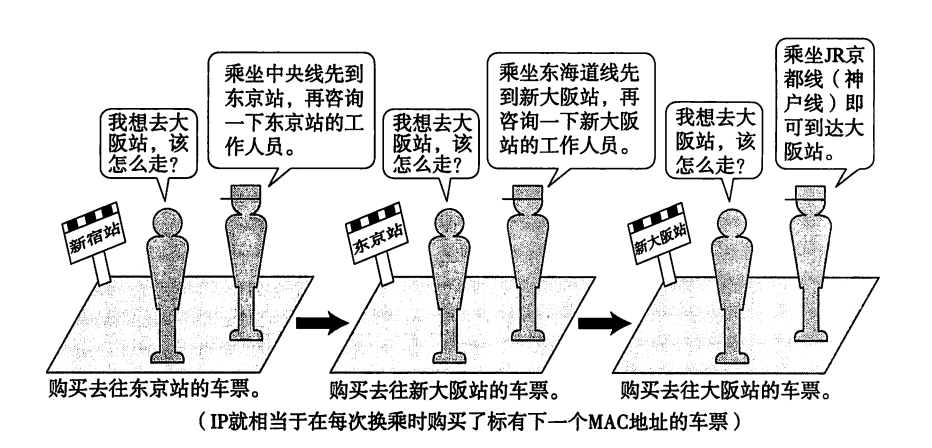 我想去大
阪站，该
怎么走？
乘坐中央线先到
东京站，再咨询
一下东京站的工
作人员。
新宿站
购买去往东京站的车票。
我想去大
阪站，该
怎么走？
乘坐东海道线先
到新大阪站，再
咨询一下新大阪
站的工作人员。
东京站
购买去往新大阪站的车票。
我想去大
阪站，该
怎么走？
乘坐JR京
都线（神
户线）即
可到达大
阪站。
新大阪站
购买去往大阪站的车票。
（IP就相当于在每次换乘时购买了标有下一个MAC地址的车票）